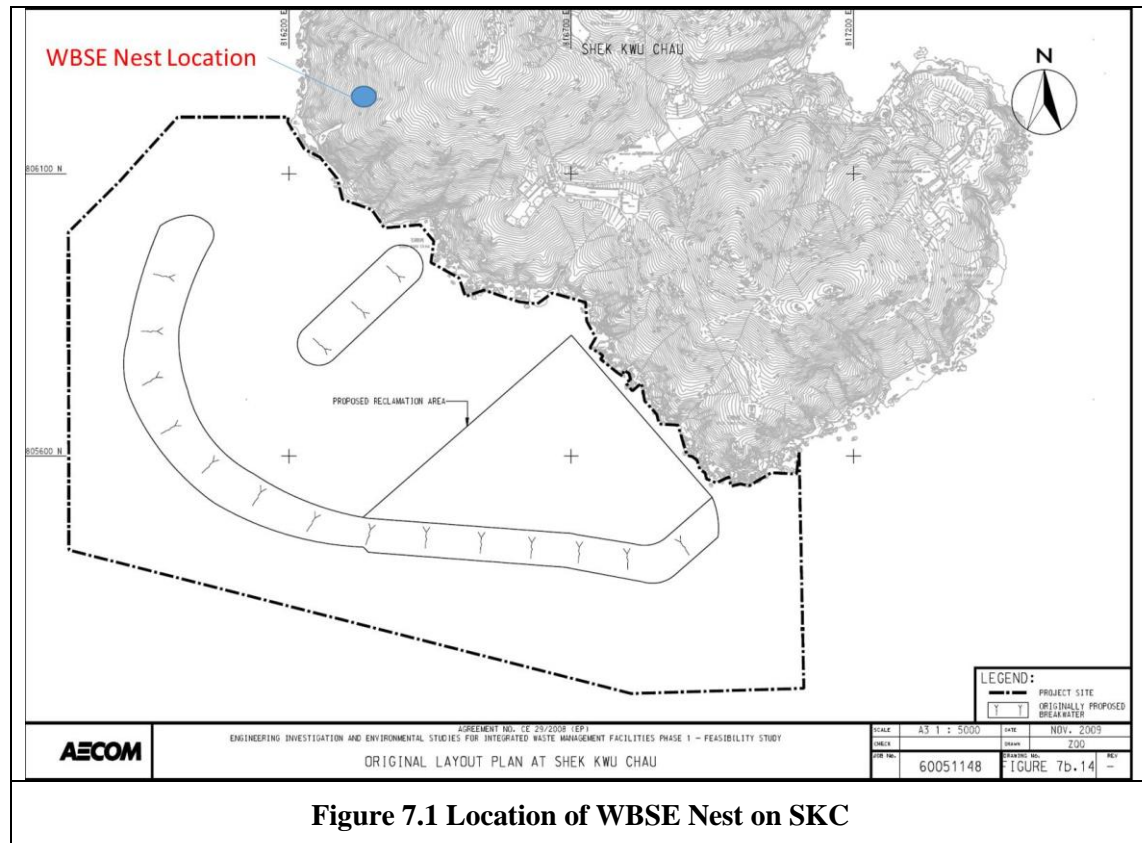 816200 E
816700 E
817200 E
SHEK KWU CHAU
WBSE Nest Location
N
806100 N
PROPOSED RECLAMATION AREA
805600 N
LEGEND:
PROJECT SITE
ORIGINALLY PROPOSED
BREAKWATER
AECOM
AGREEMENT NO. CE 29/2008 (EP)
ENGINEERING INVESTIGATION AND ENVIRONMENTAL STUDIES FOR INTEGRATED WASTE MANAGEMENT FACILITIES PHASE 1 - FEASIBILITY STUDY
ORIGINAL LAYOUT PLAN AT SHEK KWU CHAU
SCALE A3 1 : 5000 DATE NOV. 2009
CHECK DRAWN ZOO
JOB No. 60051148 DRAWING No. FIGURE 7b.14 REV -
Figure 7.1 Location of WBSE Nest on SKC